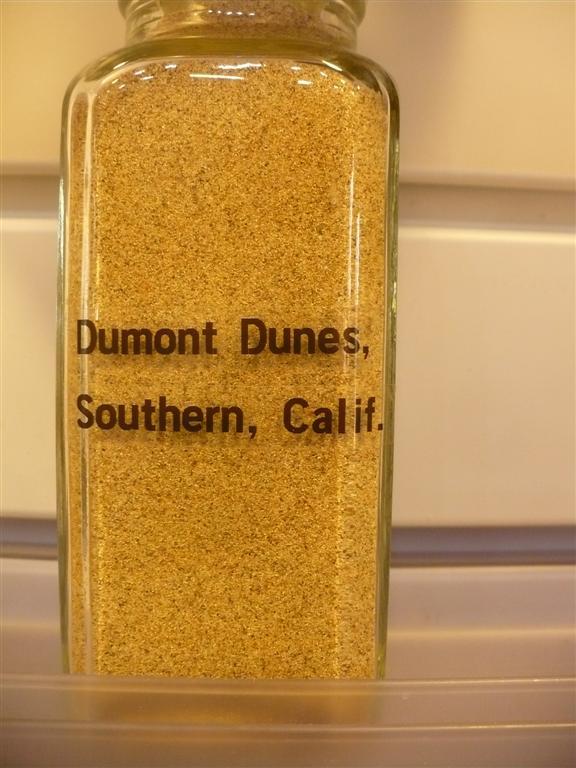 Dumont Dunes,
Southern, Calif.